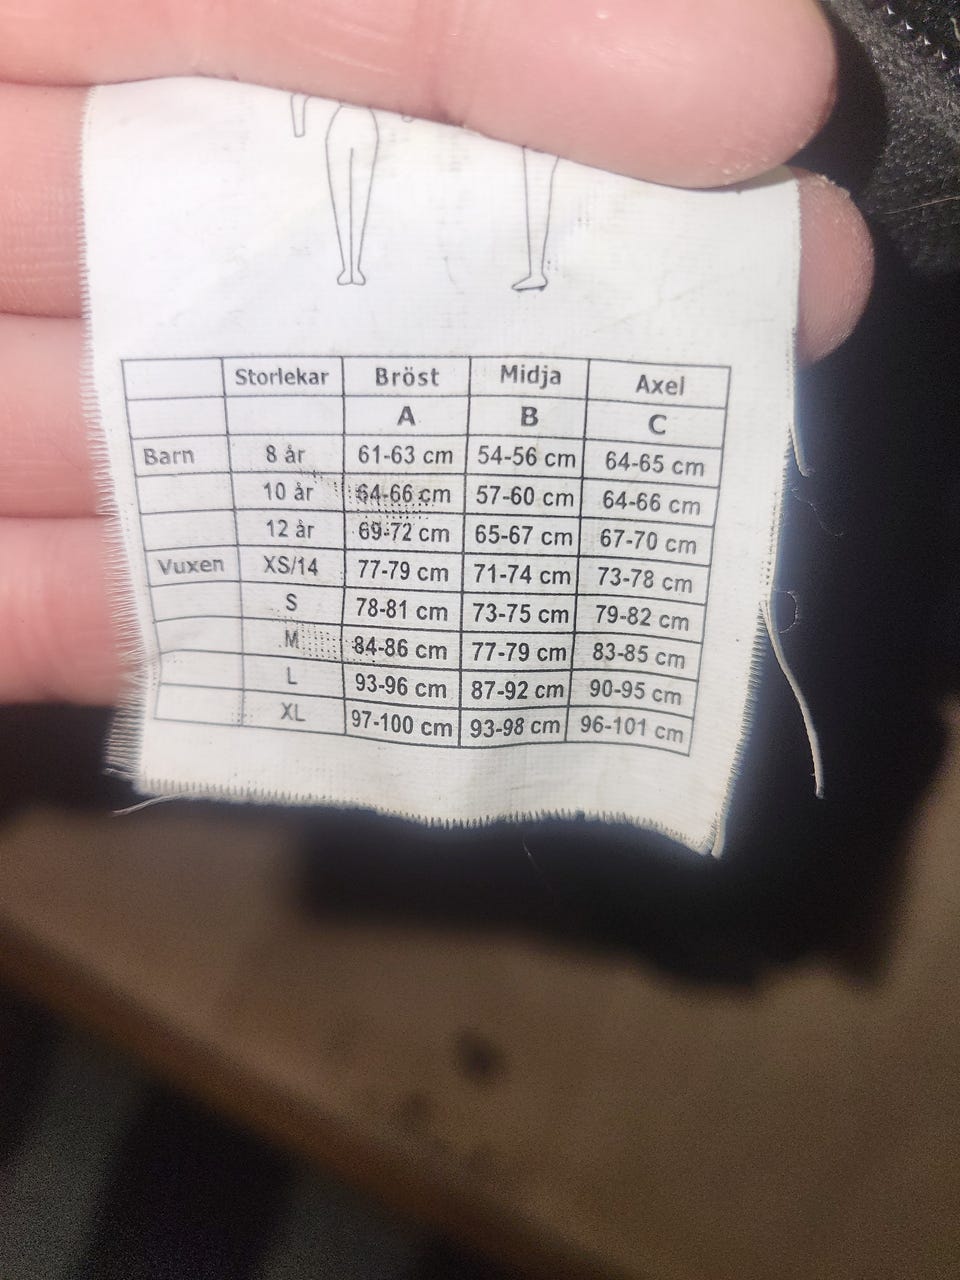 Storlekar Bröst Midja Axel
A B C
Barn 8 år 61-63 cm 54-56 cm 64-65 cm
10 år 64-66 cm 57-60 cm 64-66 cm
12 år 69-72 cm 65-67 cm 67-70 cm
Vuxen XS/14 77-79 cm 71-74 cm 73-78 cm
S 78-81 cm 73-75 cm 79-82 cm
M 84-86 cm 77-79 cm 83-85 cm
L 93-96 cm 87-92 cm 90-95 cm
XL 97-100 cm 93-98 cm 96-101 cm